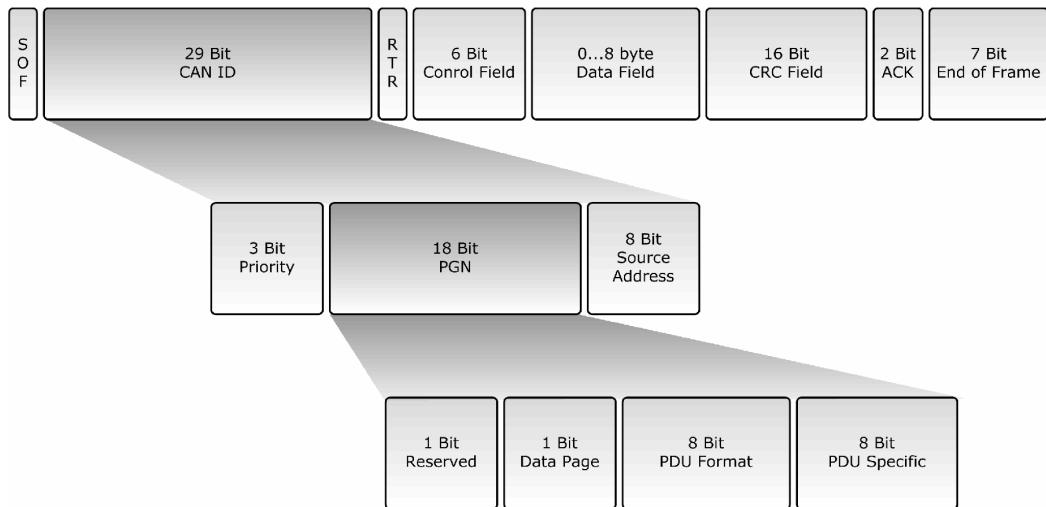 S
O
F
29 Bit
CAN ID
R
T
R
6 Bit
Conrol Field
0...8 byte
Data Field
16 Bit
CRC Field
2 Bit
ACK
7 Bit
End of Frame
3 Bit
Priority
18 Bit
PGN
8 Bit
Source
Address
1 Bit
Reserved
1 Bit
Data Page
8 Bit
PDU Format
8 Bit
PDU Specific